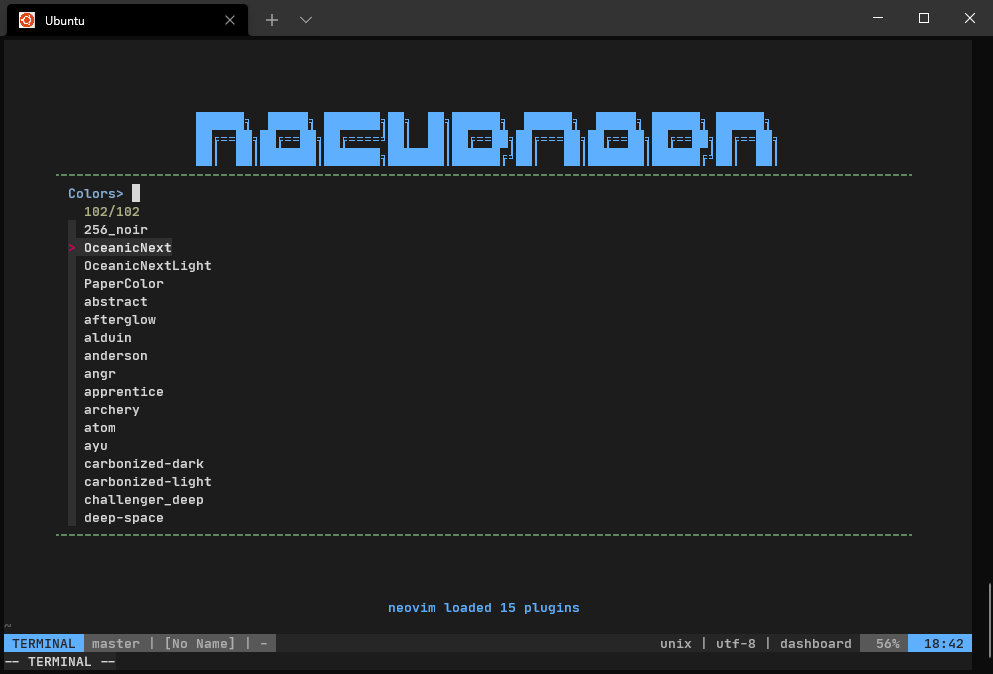 Ubuntu
Colors>
102/102
256_noir
> OceanicNext
OceanicNextLight
PaperColor
abstract
afterglow
alduin
anderson
angr
apprentice
archery
atom
ayu
carbonized-dark
carbonized-light
challenger_deep
deep-space
neovim loaded 15 plugins
~
TERMINAL master | [No Name] | - unix | utf-8 | dashboard 56% 18:42
-- TERMINAL --